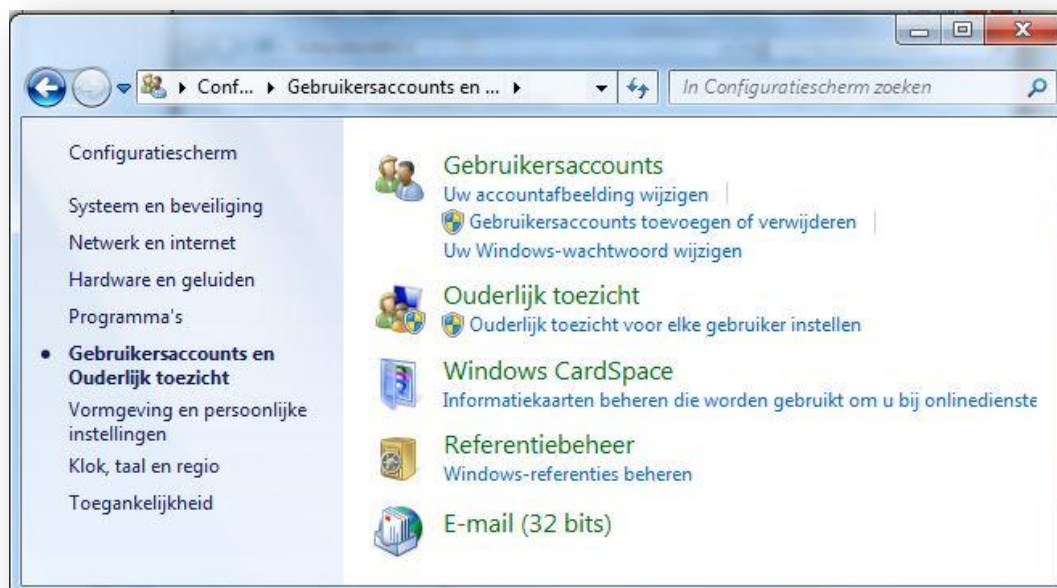 Conf... Gebruikersaccounts en ...
In Configuratiescherm zoeken
Configuratiescherm
Systeem en beveiliging
Netwerk en internet
Hardware en geluiden
Programma's
Gebruikersaccounts en
Ouderlijk toezicht
Vormgeving en persoonlijke
instellingen
Klok, taal en regio
Toegankelijkheid
Gebruikersaccounts
Uw accountafbeelding wijzigen
Gebruikersaccounts toevoegen of verwijderen
Uw Windows-wachtwoord wijzigen
Ouderlijk toezicht
Ouderlijk toezicht voor elke gebruiker instellen
Windows CardSpace
Informatiekaarten beheren die worden gebruikt om u bij onlinedienste
Referentiebeheer
Windows-referenties beheren
E-mail (32 bits)